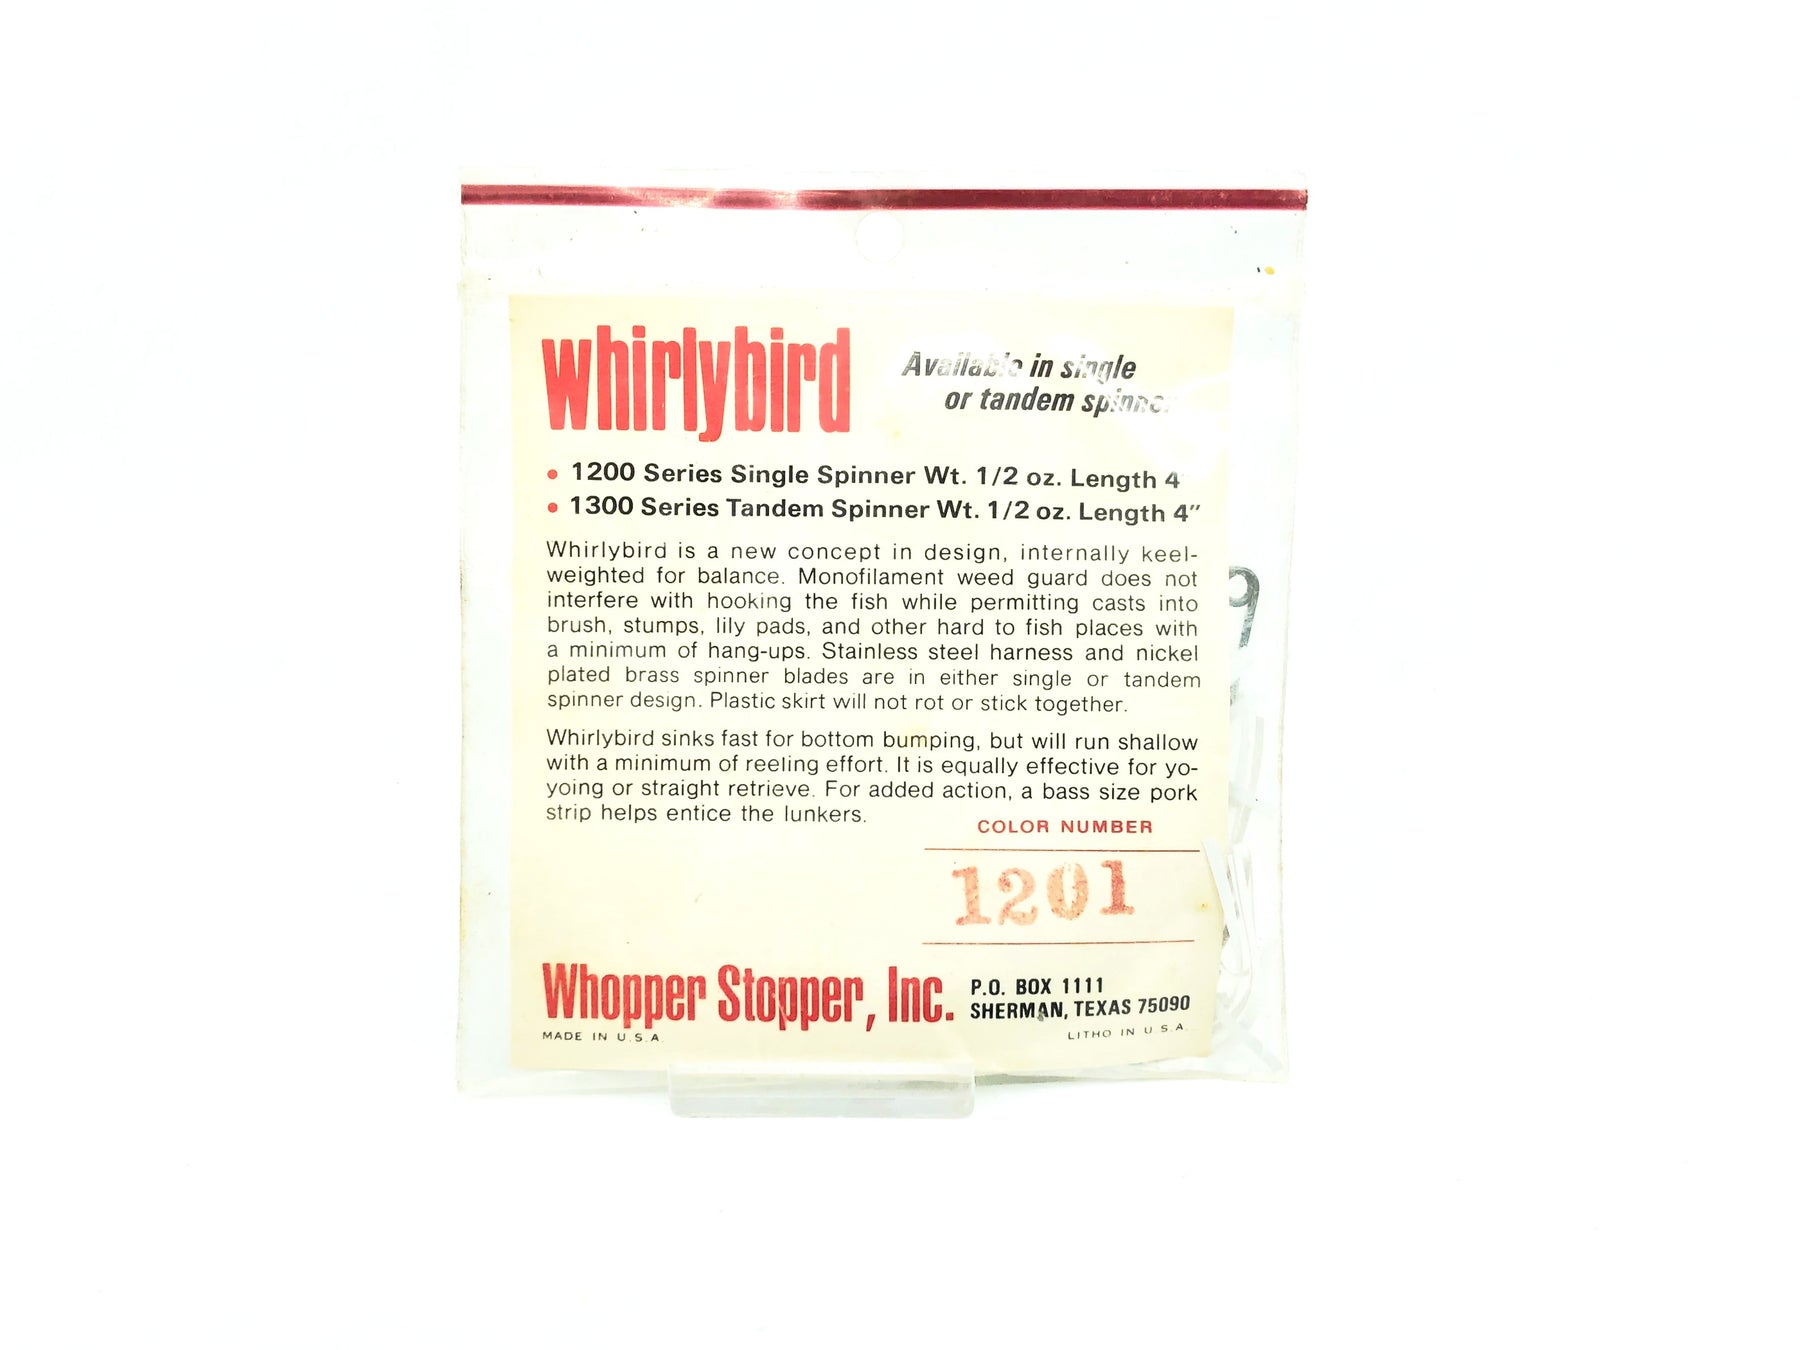 whirlybird
Available in single
or tandem spinner
• 1200 Series Single Spinner Wt. 1/2 oz. Length 4"
• 1300 Series Tandem Spinner Wt. 1/2 oz. Length 4"
Whirlybird is a new concept in design, internally keel-
weighted for balance. Monofilament weed guard does not
interfere with hooking the fish while permitting casts into
brush, stumps, lily pads, and other hard to fish places with
a minimum of hang-ups. Stainless steel harness and nickel
plated brass spinner blades are in either single or tandem
spinner design. Plastic skirt will not rot or stick together.
Whirlybird sinks fast for bottom bumping, but will run shallow
with a minimum of reeling effort. It is equally effective for yo-
yoing or straight retrieve. For added action, a bass size pork
strip helps entice the lunkers.
COLOR NUMBER
1201
Whopper Stopper, Inc.
P.O. BOX 1111
SHERMAN, TEXAS 75090
MADE IN U.S.A.
LITHO IN U.S.A.